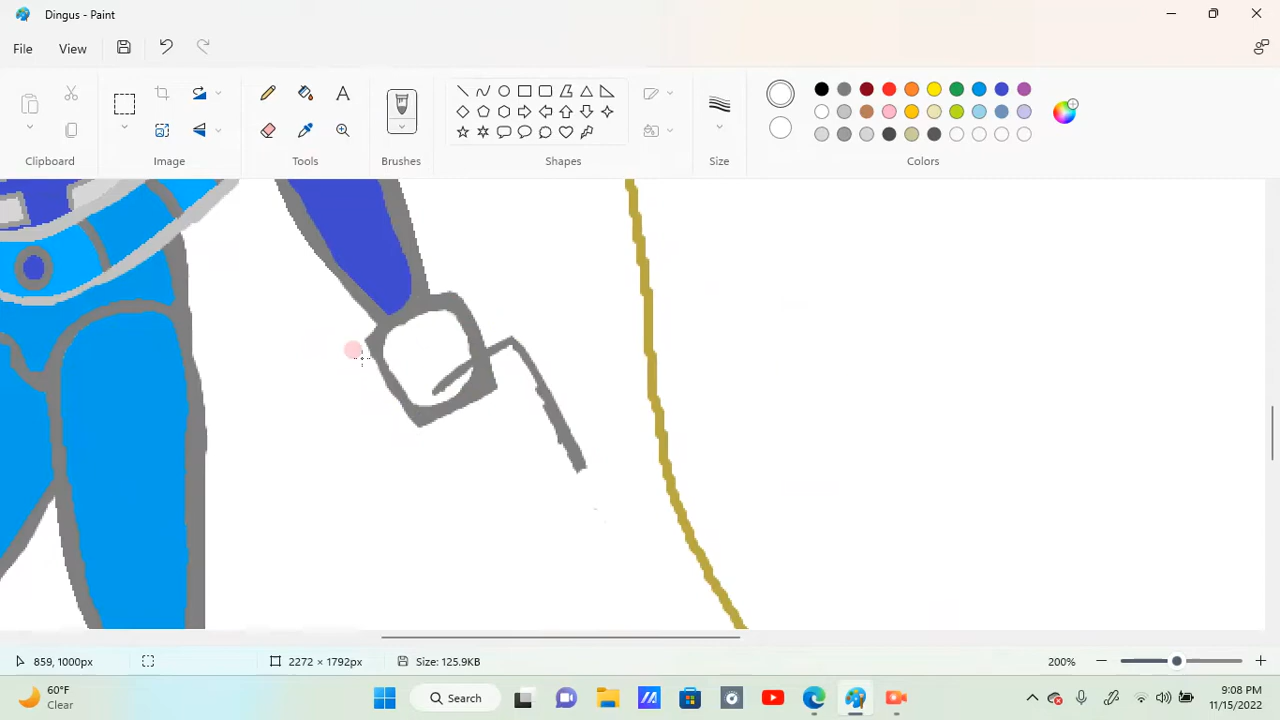 Dingus - Paint
File View
A
Clipboard Image Tools Brushes Shapes Size Colors
859, 1000px 2272 × 1792px Size: 125.9KB 200%
60°F
Clear
Search
9:08 PM
11/15/2022